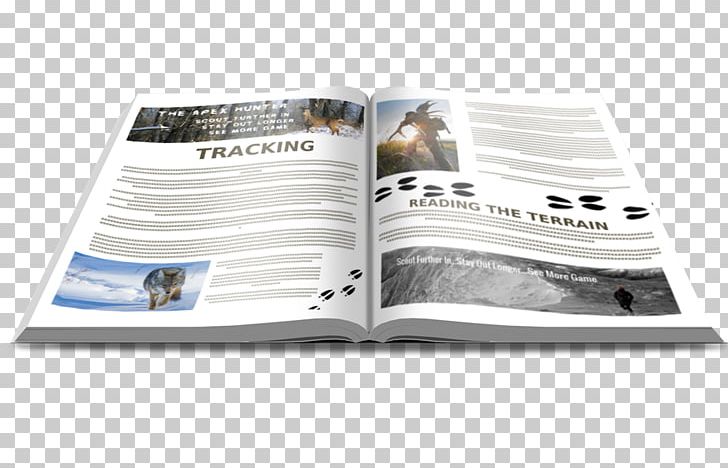 THE APEX HUNTER
SCOUT FURTHER IN
STAY OUT LONGER
SEE MORE GAME
TRACKING
READING THE TERRAIN
Scout Further In, Stay Out Longer...See More Game